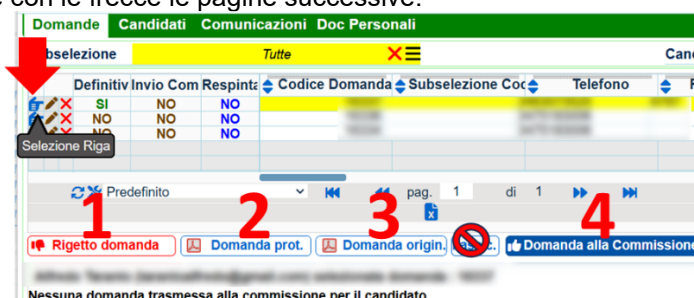 e con le frecce le pagine successive.
Domande Candidati Comunicazioni Doc Personali
bselezione Tutte Can
Definitiv Invio Com Respinta Codice Domanda Subselezione Coc Telefono
SI NO NO
NO NO NO
NO NO NO
Selezione Riga
Predefinito pag. 1 di 1
1 2 3 4
Rigetto domanda Domanda prot. Domanda origin. Domanda alla Commissione
Nessuna domanda trasmessa alla commissione per il candidato